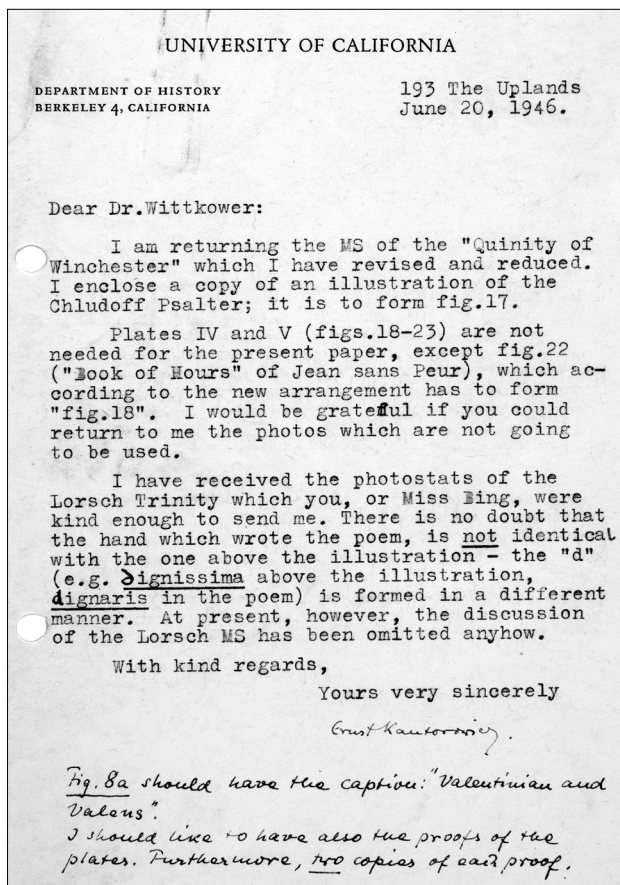 UNIVERSITY OF CALIFORNIA
DEPARTMENT OF HISTORY
BERKELEY 4, CALIFORNIA
193 The Uplands
June 20, 1946.
Dear Dr.Wittkower:
I am returning the MS of the "Quinity of
Winchester" which I have revised and reduced.
I enclose a copy of an illustration of the
Chludoff Psalter; it is to form fig.17.
Plates IV and V (figs.18-23) are not
needed for the present paper, except fig.22
("Book of Hours" of Jean sans Peur), which ac-
cording to the new arrangement has to form
"fig.18". I would be grateful if you could
return to me the photos which are not going
to be used.
I have received the photostats of the
Lorsch Trinity which you, or Miss Bing, were
kind enough to send me. There is no doubt that
the hand which wrote the poem, is not identical
with the one above the illustration - the "d"
(e.g. dignissima above the illustration,
dignaris in the poem) is formed in a different
manner. At present, however, the discussion
of the Lorsch MS has been omitted anyhow.
With kind regards,
Yours very sincerely
Ernst Kantorowicz.
Fig. 8a should have the caption: "Valentinian and
Valens".
I should like to have also the proofs of the
plates. Furthermore, two copies of each proof.